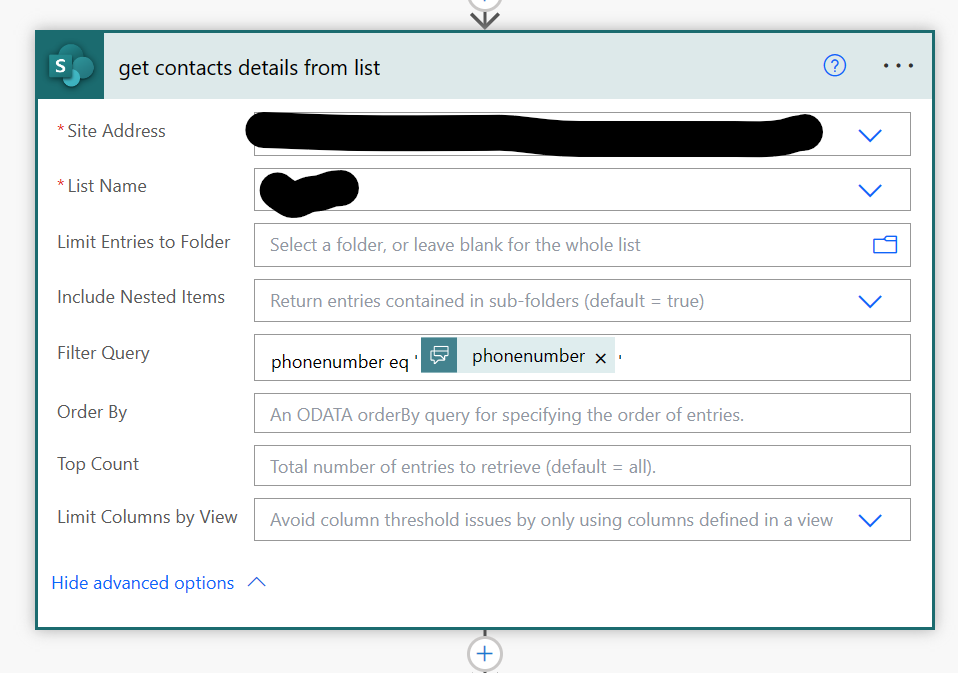 S
get contacts details from list
?
* Site Address
* List Name
Limit Entries to Folder Select a folder, or leave blank for the whole list
Include Nested Items Return entries contained in sub-folders (default = true)
Filter Query phonenumber eq ' phonenumber × '
Order By An ODATA orderBy query for specifying the order of entries.
Top Count Total number of entries to retrieve (default = all).
Limit Columns by View Avoid column threshold issues by only using columns defined in a view
Hide advanced options